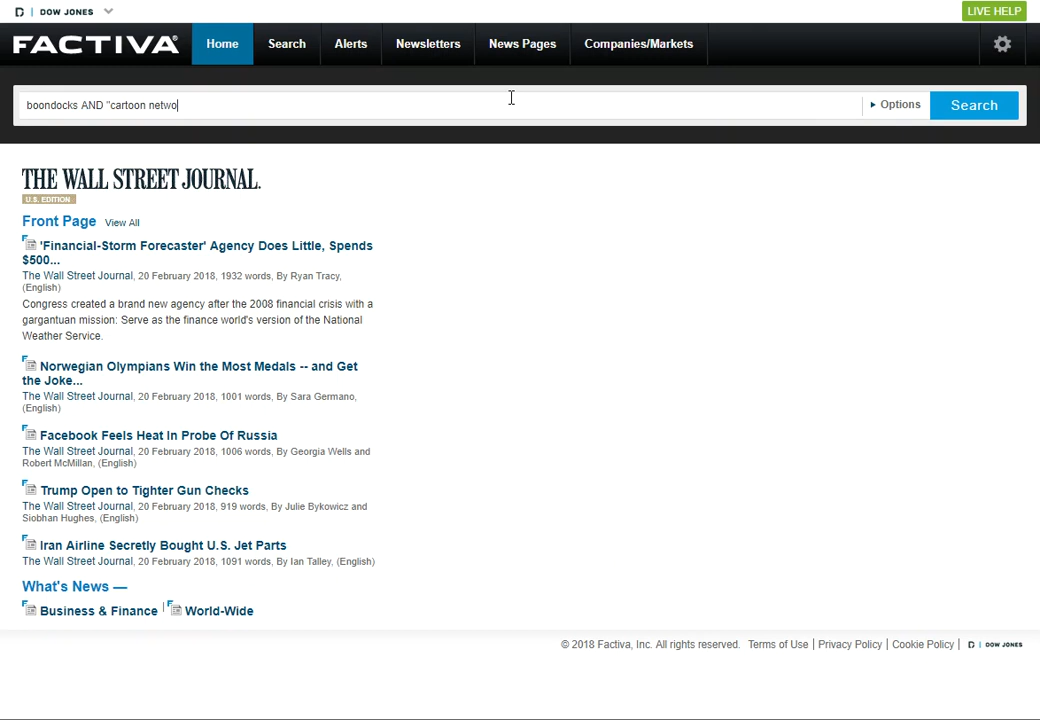 D | DOW JONES
LIVE HELP
FACTIVA®
Home Search Alerts Newsletters News Pages Companies/Markets
boondocks AND "cartoon netwo
Options
Search
THE WALL STREET JOURNAL.
U.S. EDITION
Front Page View All
'Financial-Storm Forecaster' Agency Does Little, Spends
$500...
The Wall Street Journal, 20 February 2018, 1932 words, By Ryan Tracy,
(English)
Congress created a brand new agency after the 2008 financial crisis with a
gargantuan mission: Serve as the finance world's version of the National
Weather Service.
Norwegian Olympians Win the Most Medals -- and Get
the Joke...
The Wall Street Journal, 20 February 2018, 1001 words, By Sara Germano,
(English)
Facebook Feels Heat In Probe Of Russia
The Wall Street Journal, 20 February 2018, 1006 words, By Georgia Wells and
Robert McMillan, (English)
Trump Open to Tighter Gun Checks
The Wall Street Journal, 20 February 2018, 919 words, By Julie Bykowicz and
Siobhan Hughes, (English)
Iran Airline Secretly Bought U.S. Jet Parts
The Wall Street Journal, 20 February 2018, 1091 words, By Ian Talley, (English)
What's News —
Business & Finance | World-Wide
© 2018 Factiva, Inc. All rights reserved. Terms of Use | Privacy Policy | Cookie Policy | D | DOW JONES